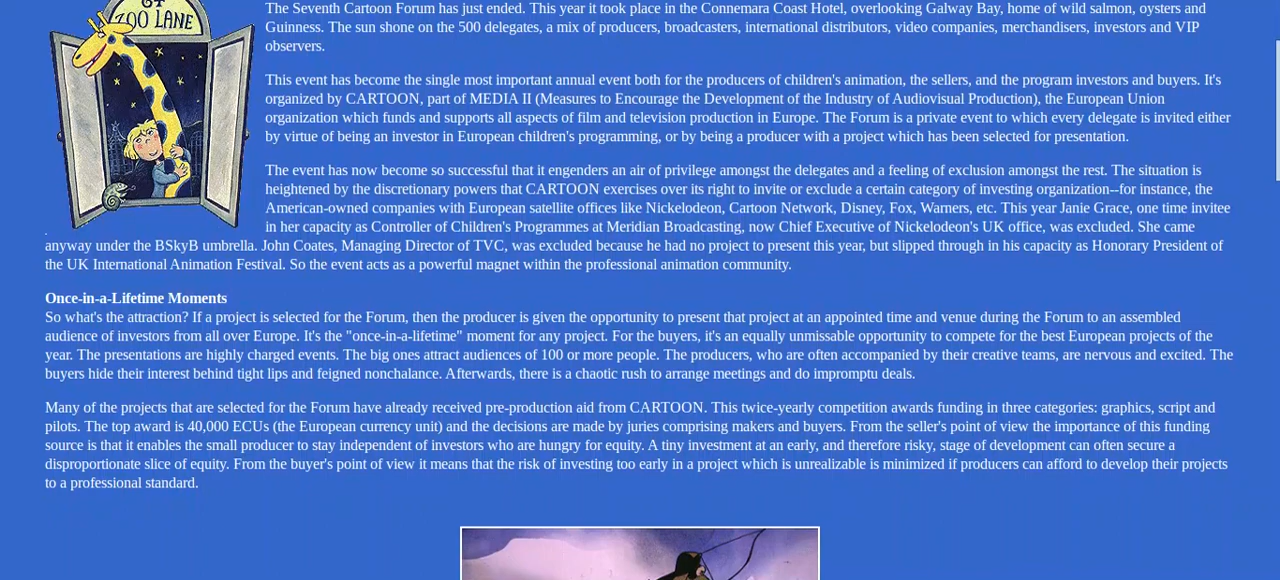 64
ZOO LANE
The Seventh Cartoon Forum has just ended. This year it took place in the Connemara Coast Hotel, overlooking Galway Bay, home of wild salmon, oysters and
Guinness. The sun shone on the 500 delegates, a mix of producers, broadcasters, international distributors, video companies, merchandisers, investors and VIP
observers.
This event has become the single most important annual event both for the producers of children's animation, the sellers, and the program investors and buyers. It's
organized by CARTOON, part of MEDIA II (Measures to Encourage the Development of the Industry of Audiovisual Production), the European Union
organization which funds and supports all aspects of film and television production in Europe. The Forum is a private event to which every delegate is invited either
by virtue of being an investor in European children's programming, or by being a producer with a project which has been selected for presentation.
The event has now become so successful that it engenders an air of privilege amongst the delegates and a feeling of exclusion amongst the rest. The situation is
heightened by the discretionary powers that CARTOON exercises over its right to invite or exclude a certain category of investing organization--for instance, the
American-owned companies with European satellite offices like Nickelodeon, Cartoon Network, Disney, Fox, Warners, etc. This year Janie Grace, one time invitee
in her capacity as Controller of Children's Programmes at Meridian Broadcasting, now Chief Executive of Nickelodeon's UK office, was excluded. She came
anyway under the BSkyB umbrella. John Coates, Managing Director of TVC, was excluded because he had no project to present this year, but slipped through in his capacity as Honorary President of
the UK International Animation Festival. So the event acts as a powerful magnet within the professional animation community.
Once-in-a-Lifetime Moments
So what's the attraction? If a project is selected for the Forum, then the producer is given the opportunity to present that project at an appointed time and venue during the Forum to an assembled
audience of investors from all over Europe. It's the "once-in-a-lifetime" moment for any project. For the buyers, it's an equally unmissable opportunity to compete for the best European projects of the
year. The presentations are highly charged events. The big ones attract audiences of 100 or more people. The producers, who are often accompanied by their creative teams, are nervous and excited. The
buyers hide their interest behind tight lips and feigned nonchalance. Afterwards, there is a chaotic rush to arrange meetings and do impromptu deals.
Many of the projects that are selected for the Forum have already received pre-production aid from CARTOON. This twice-yearly competition awards funding in three categories: graphics, script and
pilots. The top award is 40,000 ECUs (the European currency unit) and the decisions are made by juries comprising makers and buyers. From the seller's point of view the importance of this funding
source is that it enables the small producer to stay independent of investors who are hungry for equity. A tiny investment at an early, and therefore risky, stage of development can often secure a
disproportionate slice of equity. From the buyer's point of view it means that the risk of investing too early in a project which is unrealizable is minimized if producers can afford to develop their projects
to a professional standard.